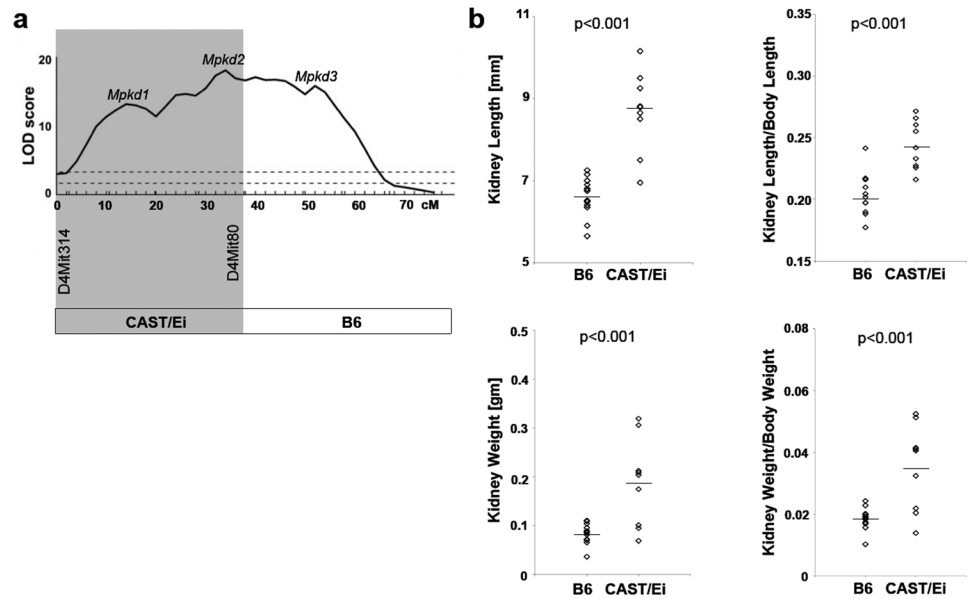 a
LOD score
20
10
0
Mpkd1
Mpkd2
Mpkd3
0 10 20 30 40 50 60 70 cM
D4Mit314
D4Mit80
CAST/Ei B6
b
Kidney Length [mm]
11
9
7
5
p<0.001
B6 CAST/Ei
Kidney Length/Body Length
0.35
0.30
0.25
0.20
0.15
p<0.001
B6 CAST/Ei
Kidney Weight [gm]
0.5
0.4
0.3
0.2
0.1
0
p<0.001
B6 CAST/Ei
Kidney Weight/Body Weight
0.08
0.06
0.04
0.02
0
p<0.001
B6 CAST/Ei